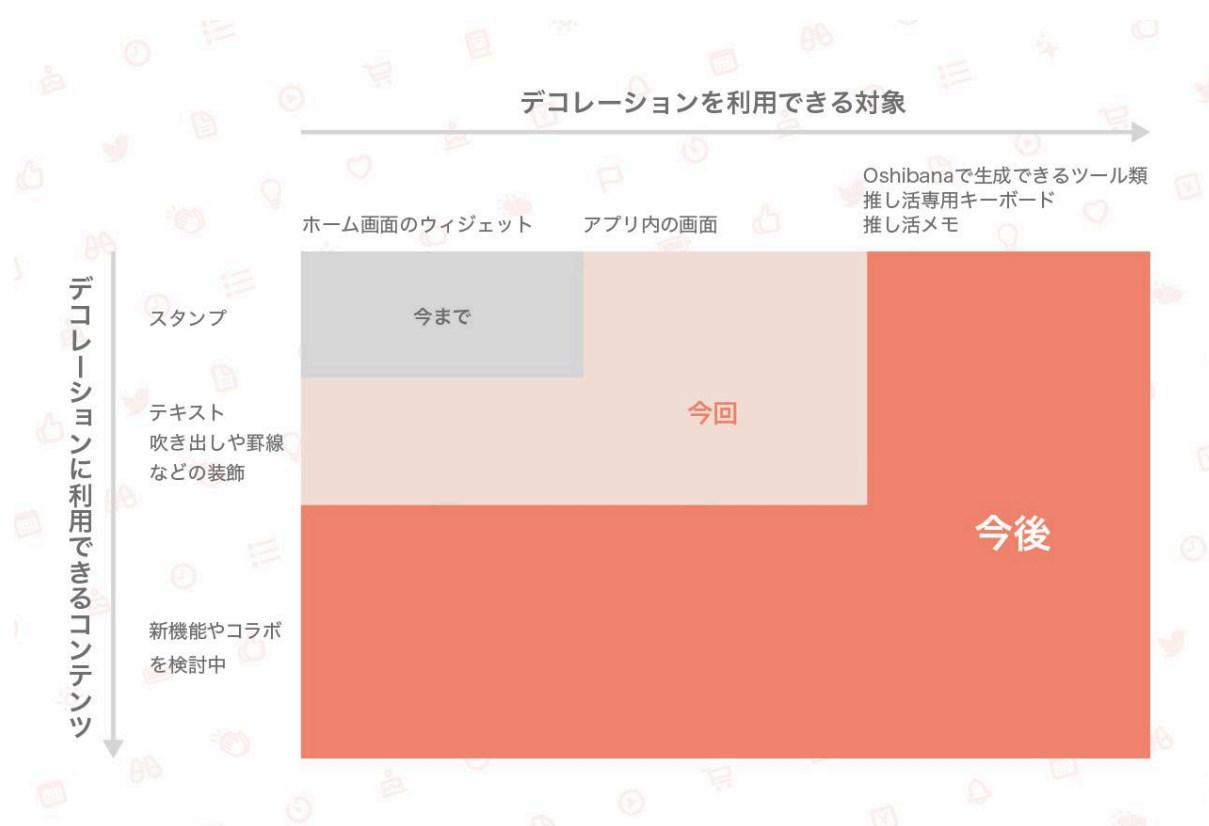 デコレーションを利用できる対象
ホーム画面のウィジェット
アプリ内の画面
Oshibanaで生成できるツール類
推し活専用キーボード
推し活メモ
デコレーションに利用できるコンテンツ
スタンプ
今まで
テキスト
吹き出しや罫線
などの装飾
今回
今後
新機能やコラボ
を検討中